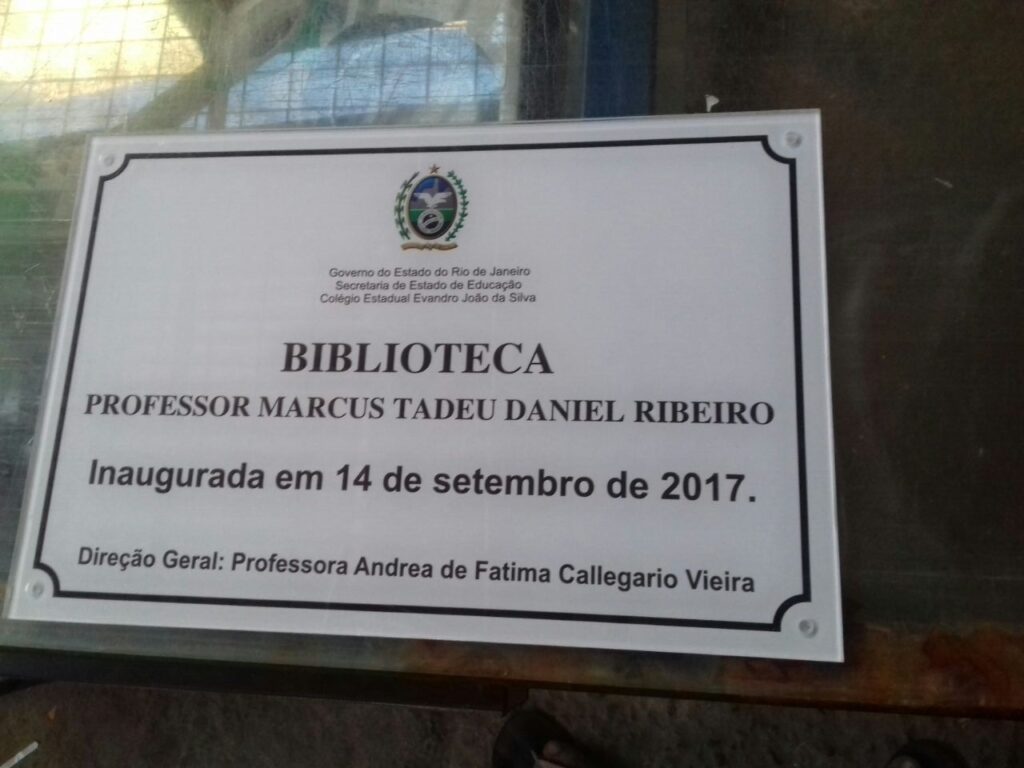 Governo do Estado do Rio de Janeiro
Secretaria de Estado de Educação
Colégio Estadual Evandro João da Silva
BIBLIOTECA
PROFESSOR MARCUS TADEU DANIEL RIBEIRO
Inaugurada em 14 de setembro de 2017.
Direção Geral: Professora Andrea de Fatima Callegario Vieira